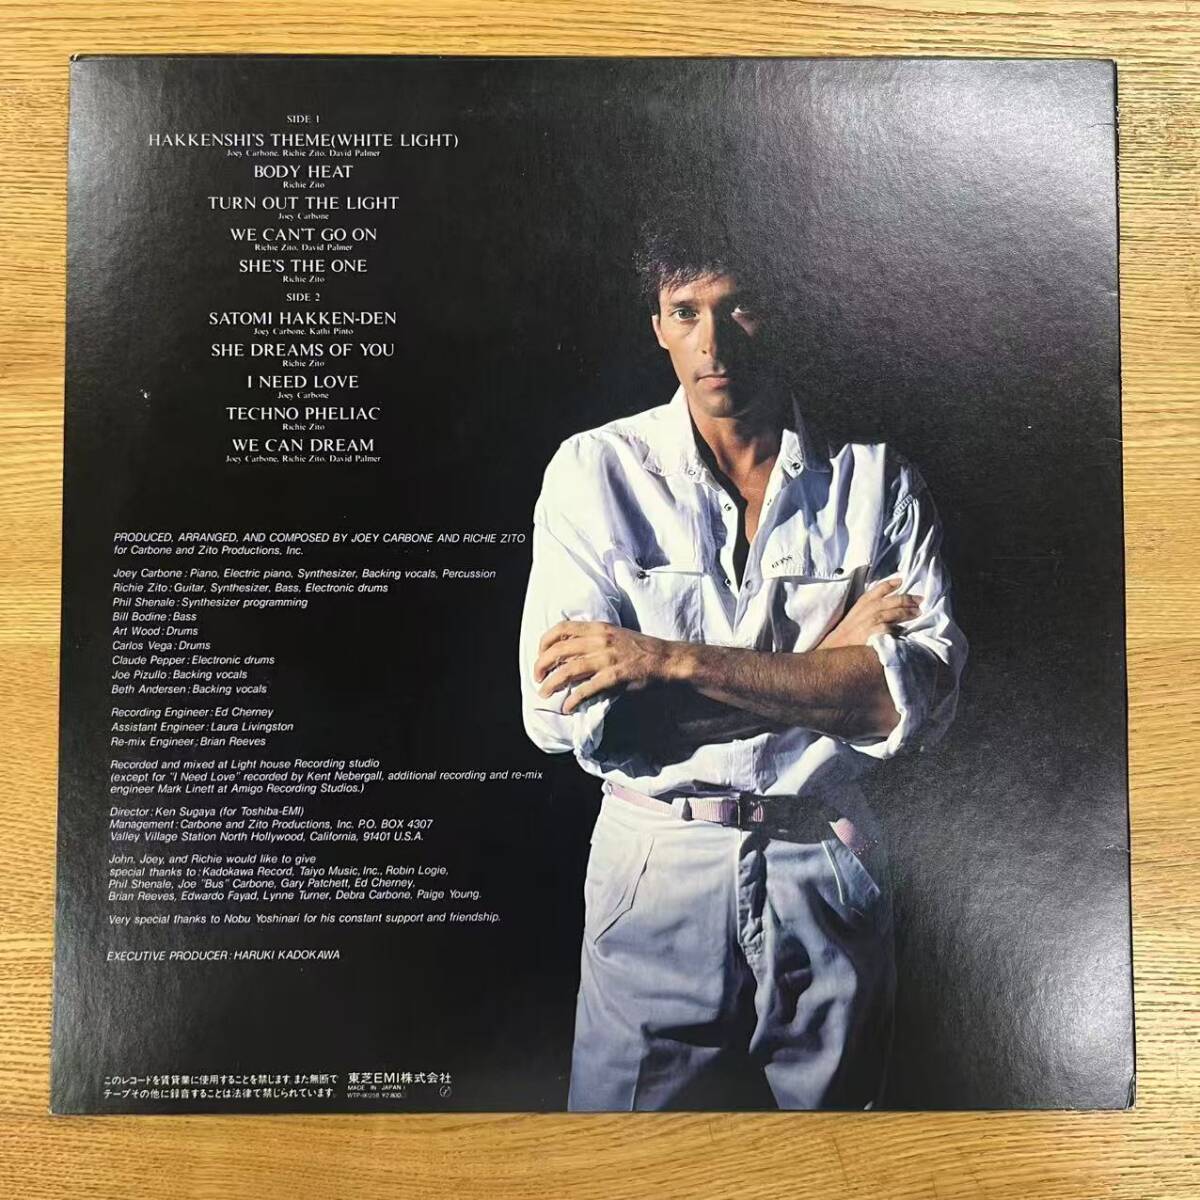 SIDE 1
HAKKENSHI'S THEME(WHITE LIGHT)
Joey Carbone, Richie Zito, David Palmer
BODY HEAT
Richie Zito
TURN OUT THE LIGHT
Joey Carbone
WE CAN'T GO ON
Richie Zito, David Palmer
SHE'S THE ONE
Richie Zito
SIDE 2
SATOMI HAKKEN-DEN
Joey Carbone, Kathi Pinto
SHE DREAMS OF YOU
Richie Zito
I NEED LOVE
Joey Carbone
TECHNO PHELIAC
Richie Zito
WE CAN DREAM
Joey Carbone, Richie Zito, David Palmer
PRODUCED, ARRANGED, AND COMPOSED BY JOEY CARBONE AND RICHIE ZITO
for Carbone and Zito Productions, Inc.
Joey Carbone : Piano, Electric piano, Synthesizer, Backing vocals, Percussion
Richie Zito : Guitar, Synthesizer, Bass, Electronic drums
Phil Shenale : Synthesizer programming
Bill Bodine : Bass
Art Wood : Drums
Carlos Vega : Drums
Claude Pepper : Electronic drums
Joe Pizullo : Backing vocals
Beth Andersen : Backing vocals
Recording Engineer : Ed Cherney
Assistant Engineer : Laura Livingston
Re-mix Engineer : Brian Reeves
Recorded and mixed at Light house Recording studio
(except for "I Need Love" recorded by Kent Nebergall, additional recording and re-mix
engineer Mark Linett at Amigo Recording Studios.)
Director : Ken Sugaya (for Toshiba-EMI)
Management : Carbone and Zito Productions, Inc. P.O. BOX 4307
Valley Village Station North Hollywood, California, 91401 U.S.A.
John, Joey, and Richie would like to give
special thanks to : Kadokawa Record, Taiyo Music, Inc., Robin Logie,
Phil Shenale, Joe "Bus" Carbone, Gary Patchett, Ed Cherney,
Brian Reeves, Edwardo Fayad, Lynne Turner, Debra Carbone, Paige Young.
Very special thanks to Nobu Yoshinari for his constant support and friendship.
EXECUTIVE PRODUCER : HARUKI KADOKAWA
GUESS
このレコードを賃貸業に使用することを禁じます。また無断で
テープその他に録音することは法律で禁じられています。
東芝EMI株式会社
MADE IN JAPAN
¥2,800